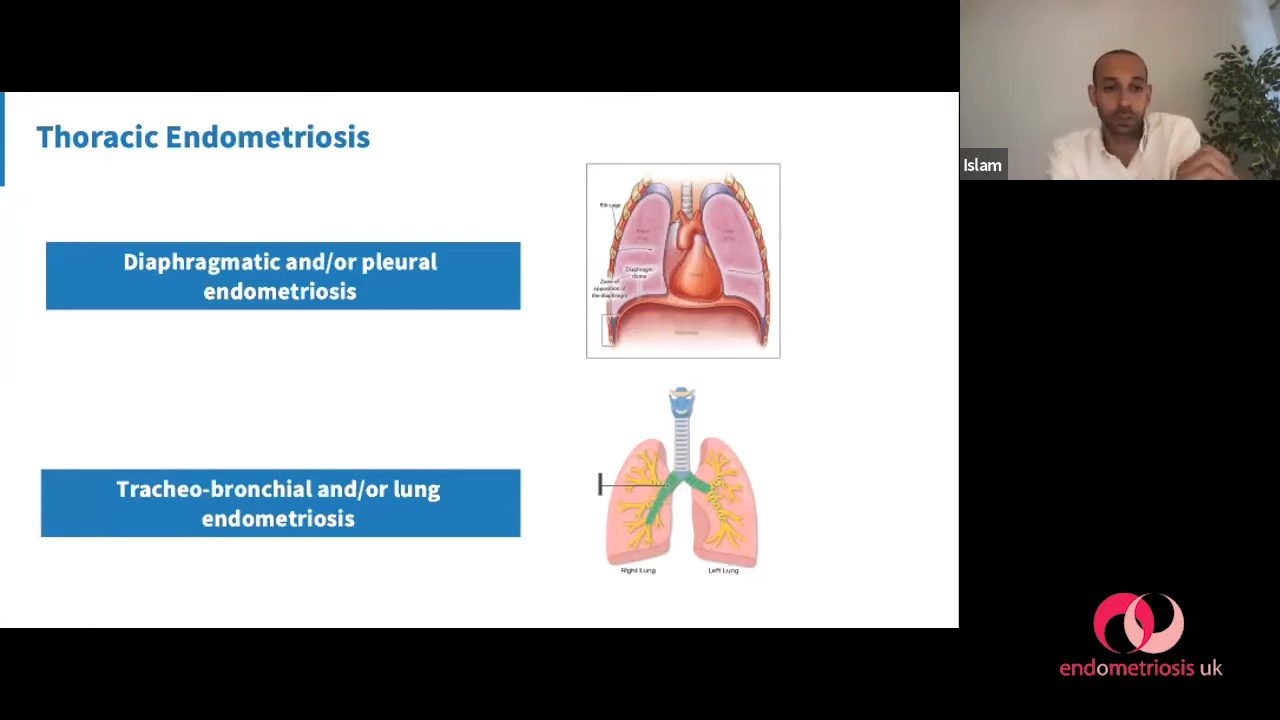 Thoracic Endometriosis
Diaphragmatic and/or pleural
endometriosis
Rib cage
Diaphragm
dome
Zone of
apposition of
the diaphragm
Tracheo-bronchial and/or lung
endometriosis
Right Lung
Left Lung
Islam
endometriosis uk